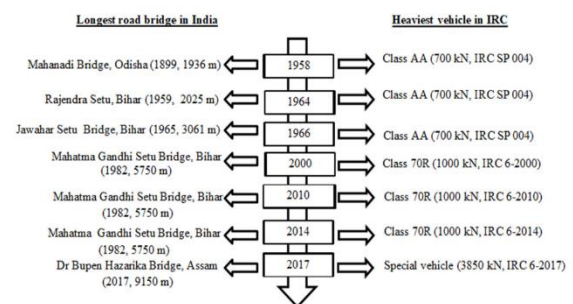 Longest road bridge in India
Heaviest vehicle in IRC
Mahanadi Bridge, Odisha (1899, 1936 m)
1958
Class AA (700 kN, IRC SP 004)
Rajendra Setu, Bihar (1959, 2025 m)
1964
Class AA (700 kN, IRC SP 004)
Jawahar Setu Bridge, Bihar (1965, 3061 m)
1966
Class AA (700 kN, IRC SP 004)
Mahatma Gandhi Setu Bridge, Bihar
(1982, 5750 m)
2000
Class 70R (1000 kN, IRC 6-2000)
Mahatma Gandhi Setu Bridge, Bihar
(1982, 5750 m)
2010
Class 70R (1000 kN, IRC 6-2010)
Mahatma Gandhi Setu Bridge, Bihar
(1982, 5750 m)
2014
Class 70R (1000 kN, IRC 6-2014)
Dr Bupen Hazarika Bridge, Assam
(2017, 9150 m)
2017
Special vehicle (3850 kN, IRC 6-2017)